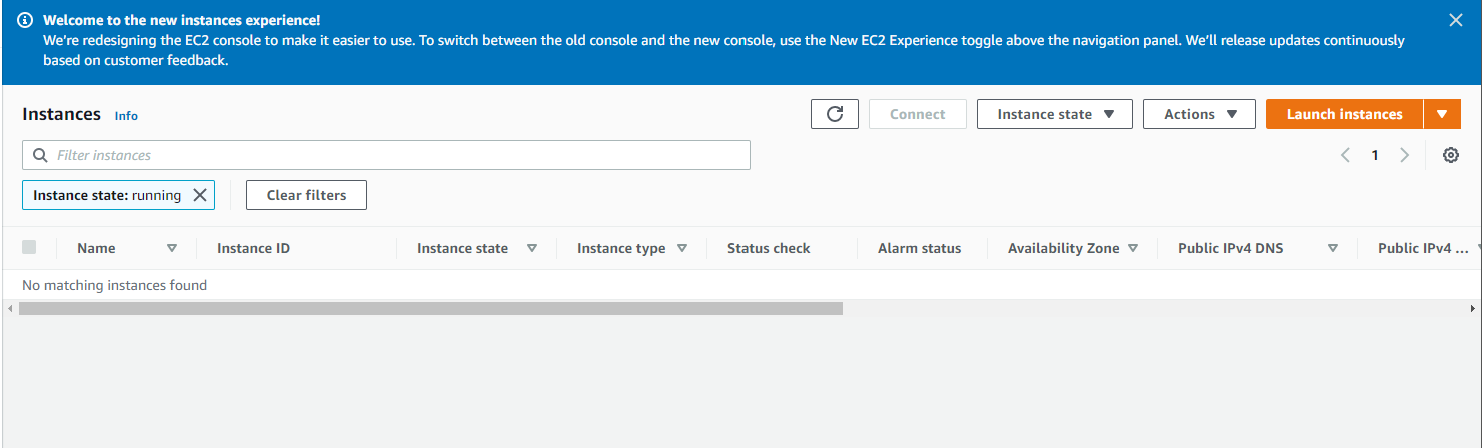 Welcome to the new instances experience!
We're redesigning the EC2 console to make it easier to use. To switch between the old console and the new console, use the New EC2 Experience toggle above the navigation panel. We'll release updates continuously
based on customer feedback.
Instances Info
Connect
Instance state
Actions
Launch instances
Filter instances
1
Instance state: running
Clear filters
Name Instance ID Instance state Instance type Status check Alarm status Availability Zone Public IPv4 DNS Public IPv4 ...
No matching instances found